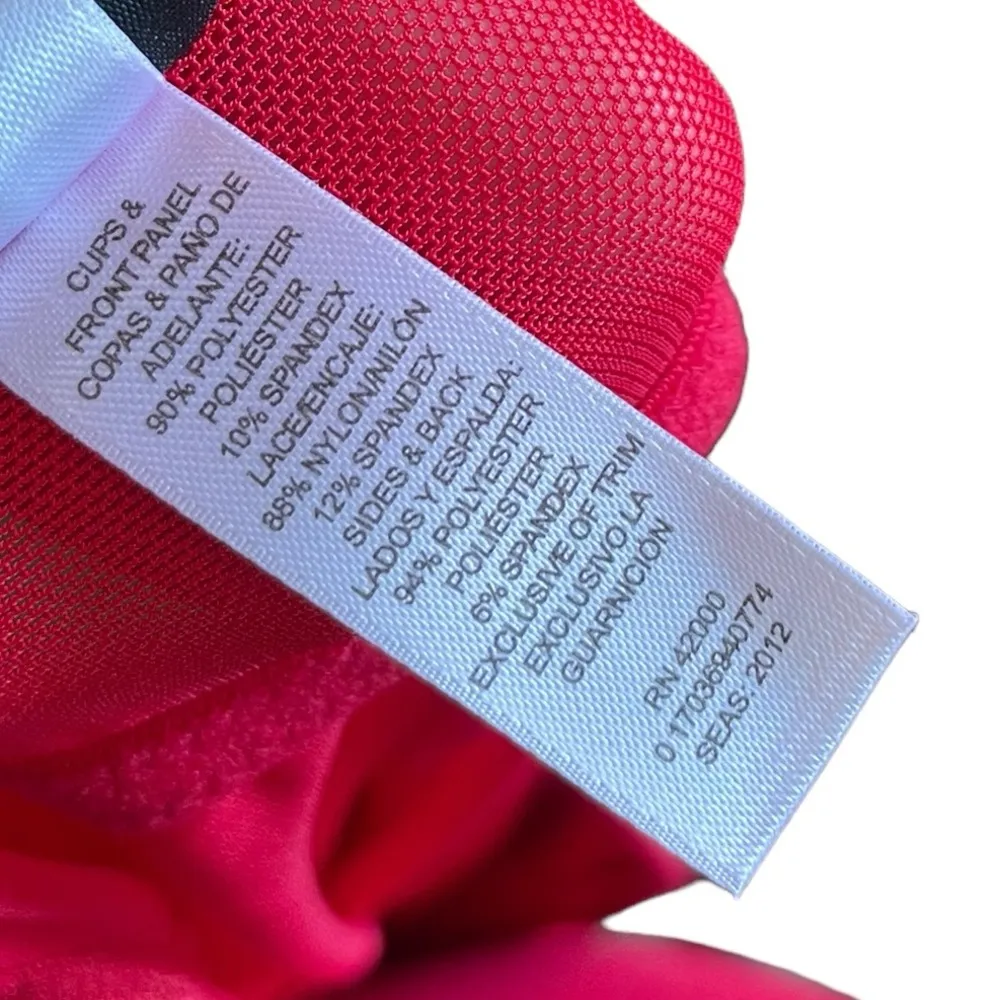 CUPS &
FRONT PANEL
COPAS & PAÑO DE
ADELANTE:
90% POLYESTER
POLIÉSTER
10% SPANDEX
LACE/ENCAJE:
88% NYLON/NILÓN
12% SPANDEX
SIDES & BACK
LADOS Y ESPALDA:
94% POLYESTER
POLIÉSTER
6% SPANDEX
EXCLUSIVE OF TRIM
EXCLUSIVO LA
GUARNICIÓN
RN 42000
0 17036940774
SEAS: 2012